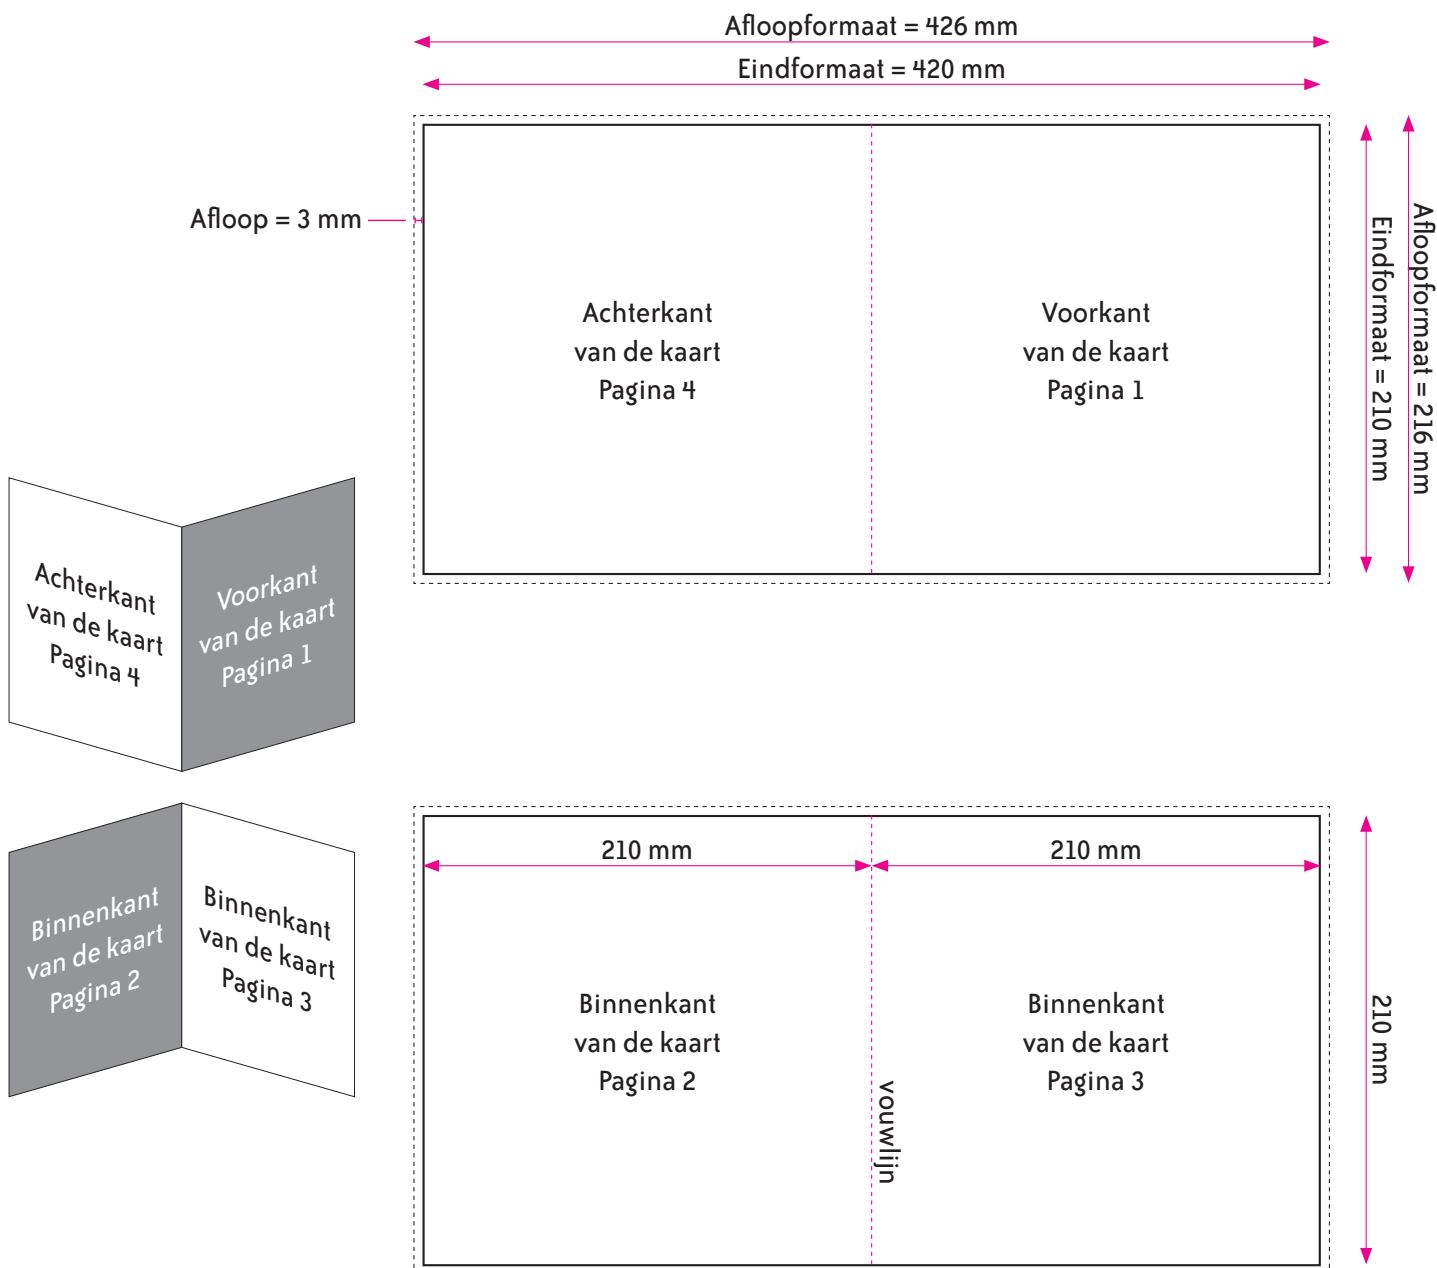 Afloopformaat = 426 mm
Eindformaat = 420 mm
Afloop = 3 mm
Achterkant
van de kaart
Pagina 4
Voorkant
van de kaart
Pagina 1
Eindformaat = 210 mm
Afloopformaat = 216 mm
Achterkant
van de kaart
Pagina 4
Voorkant
van de kaart
Pagina 1
Binnenkant
van de kaart
Pagina 2
Binnenkant
van de kaart
Pagina 3
210 mm
210 mm
Binnenkant
van de kaart
Pagina 2
Binnenkant
van de kaart
Pagina 3
vouwlijn
210 mm